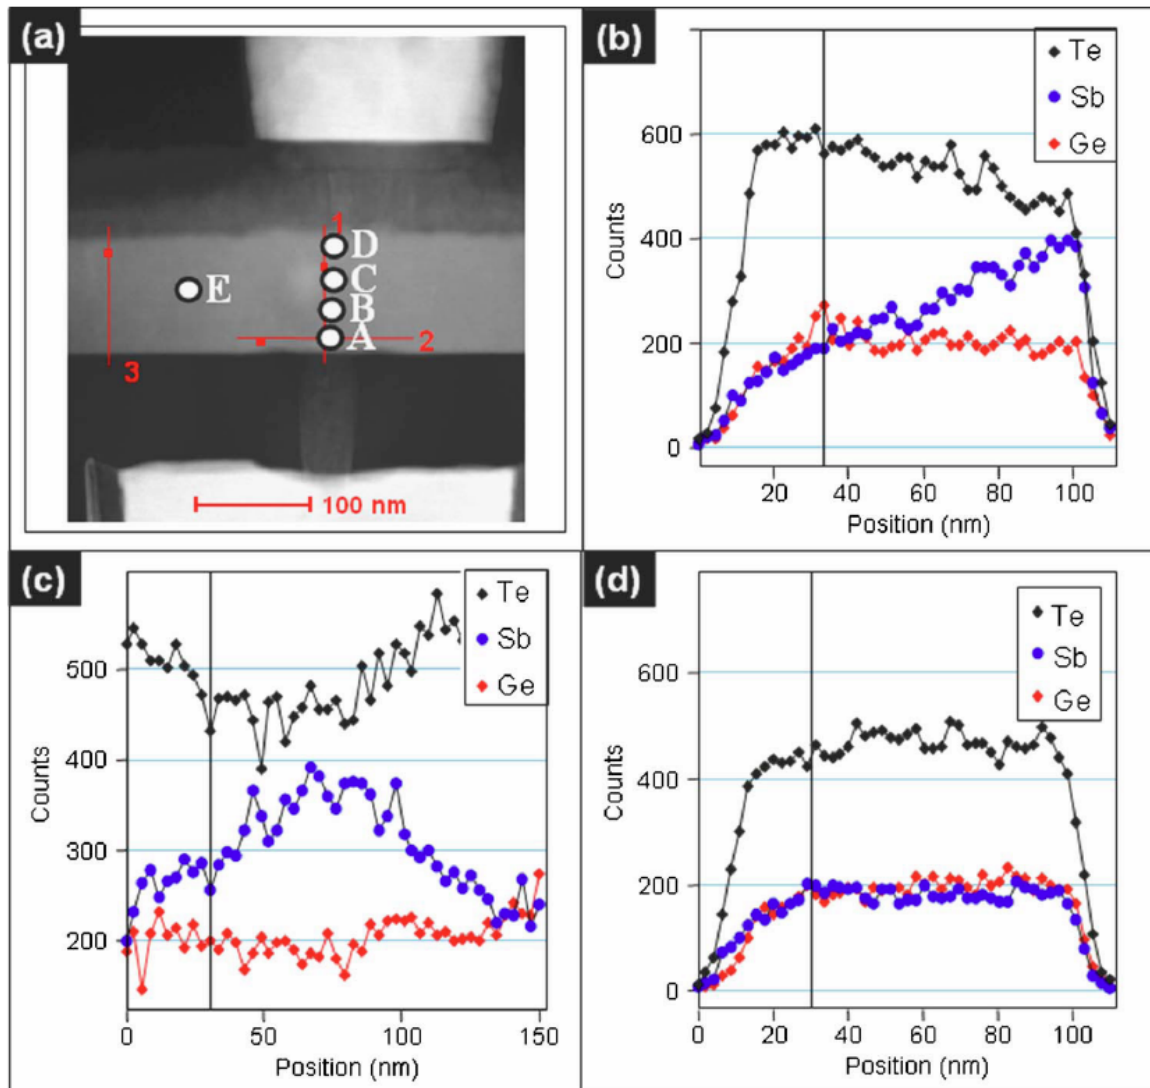 (a)
1
D
C
E
B
A
2
3
100 nm
(b)
Te
Sb
Ge
600
400
200
0
Counts
20 40 60 80 100
Position (nm)
(c)
Te
Sb
Ge
500
400
300
200
Counts
0 50 100 150
Position (nm)
(d)
Te
Sb
Ge
600
400
200
0
Counts
0 20 40 60 80 100
Position (nm)